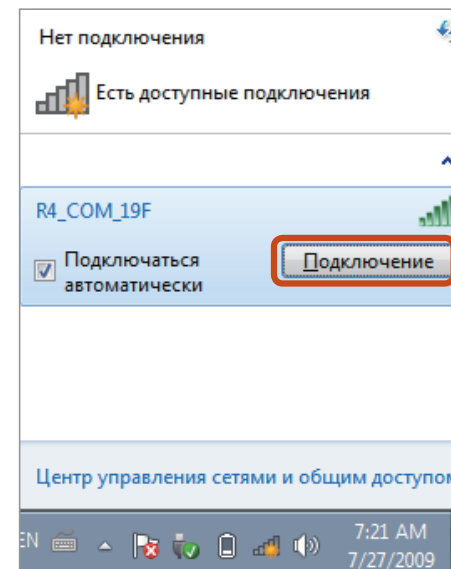 Нет подключения
Есть доступные подключения
R4_COM_19F
Подключаться
автоматически
Подключение
Центр управления сетями и общим
EN
7:21 AM
7/27/2009